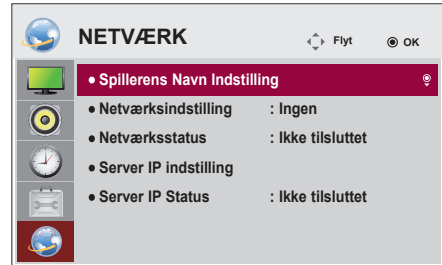 NETVÆRK Flyt OK
• Spillerens Navn Indstilling
• Netværksindstilling : Ingen
• Netværksstatus : Ikke tilsluttet
• Server IP indstilling
• Server IP Status : Ikke tilsluttet